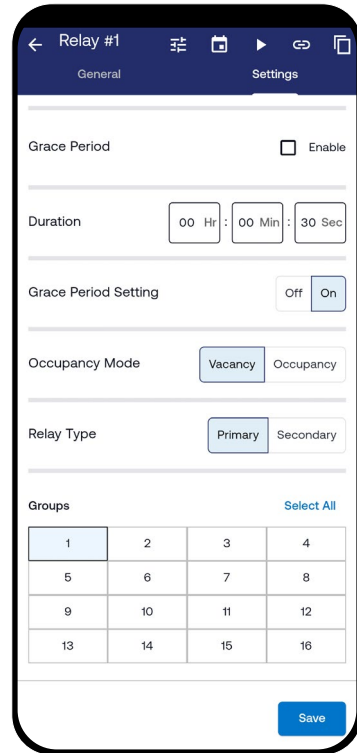 Relay #1
General Settings
Grace Period Enable
Duration 00 Hr : 00 Min : 30 Sec
Grace Period Setting Off On
Occupancy Mode Vacancy Occupancy
Relay Type Primary Secondary
Groups Select All
1 2 3 4
5 6 7 8
9 10 11 12
13 14 15 16
Save